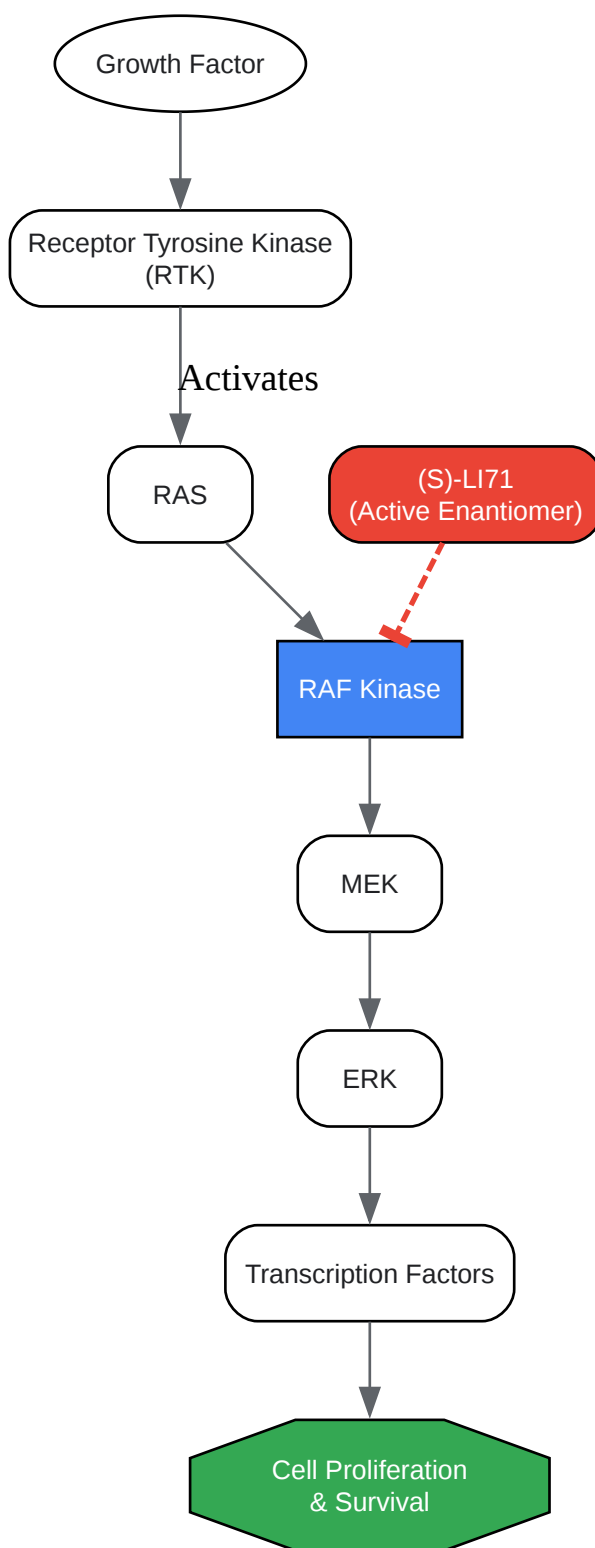 Growth Factor
Receptor Tyrosine Kinase
(RTK)
Activates
RAS
(S)-LI71
(Active Enantiomer)
RAF Kinase
MEK
ERK
Transcription Factors
Cell Proliferation
& Survival